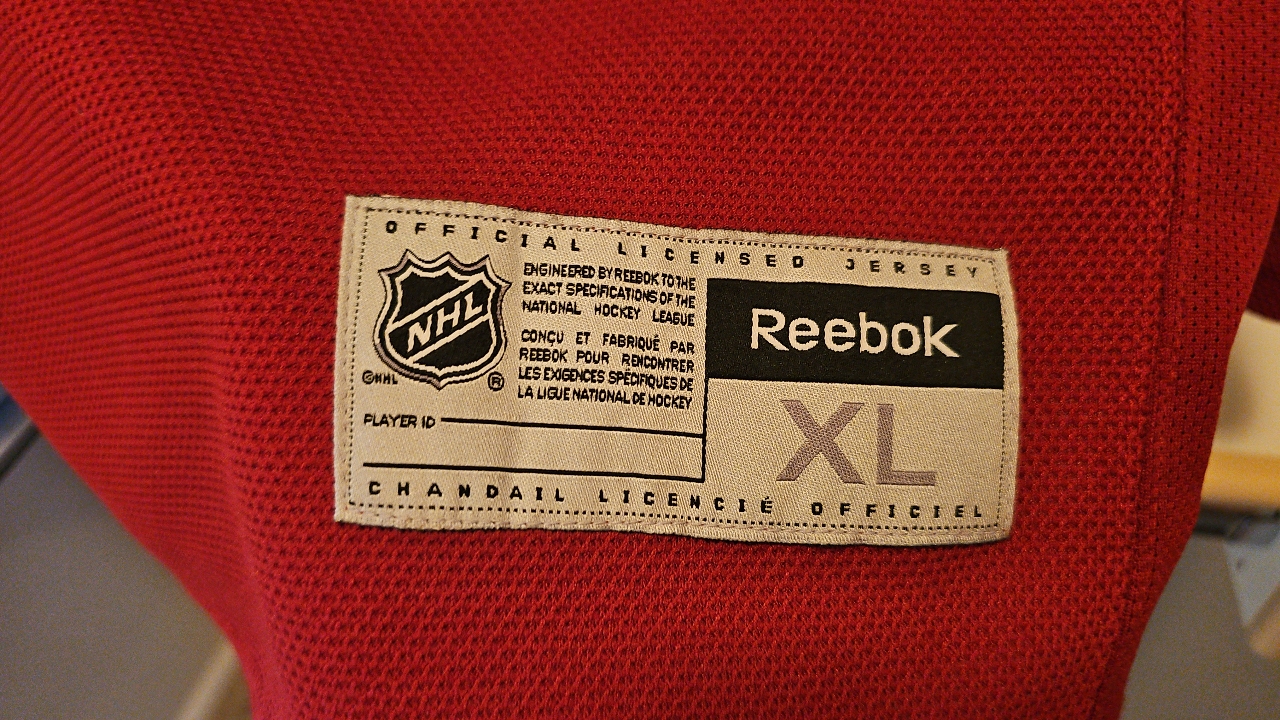 OFFICIAL LICENSED JERSEY
NHL
©NHL ®
ENGINEERED BY REEBOK TO THE
EXACT SPECIFICATIONS OF THE
NATIONAL HOCKEY LEAGUE
CONÇU ET FABRIQUÉ PAR
REEBOK POUR RENCONTRER
LES EXIGENCES SPÉCIFIQUES DE
LA LIGUE NATIONAL DE HOCKEY
PLAYER ID
Reebok
XL
CHANDAIL LICENCIÉ OFFICIEL